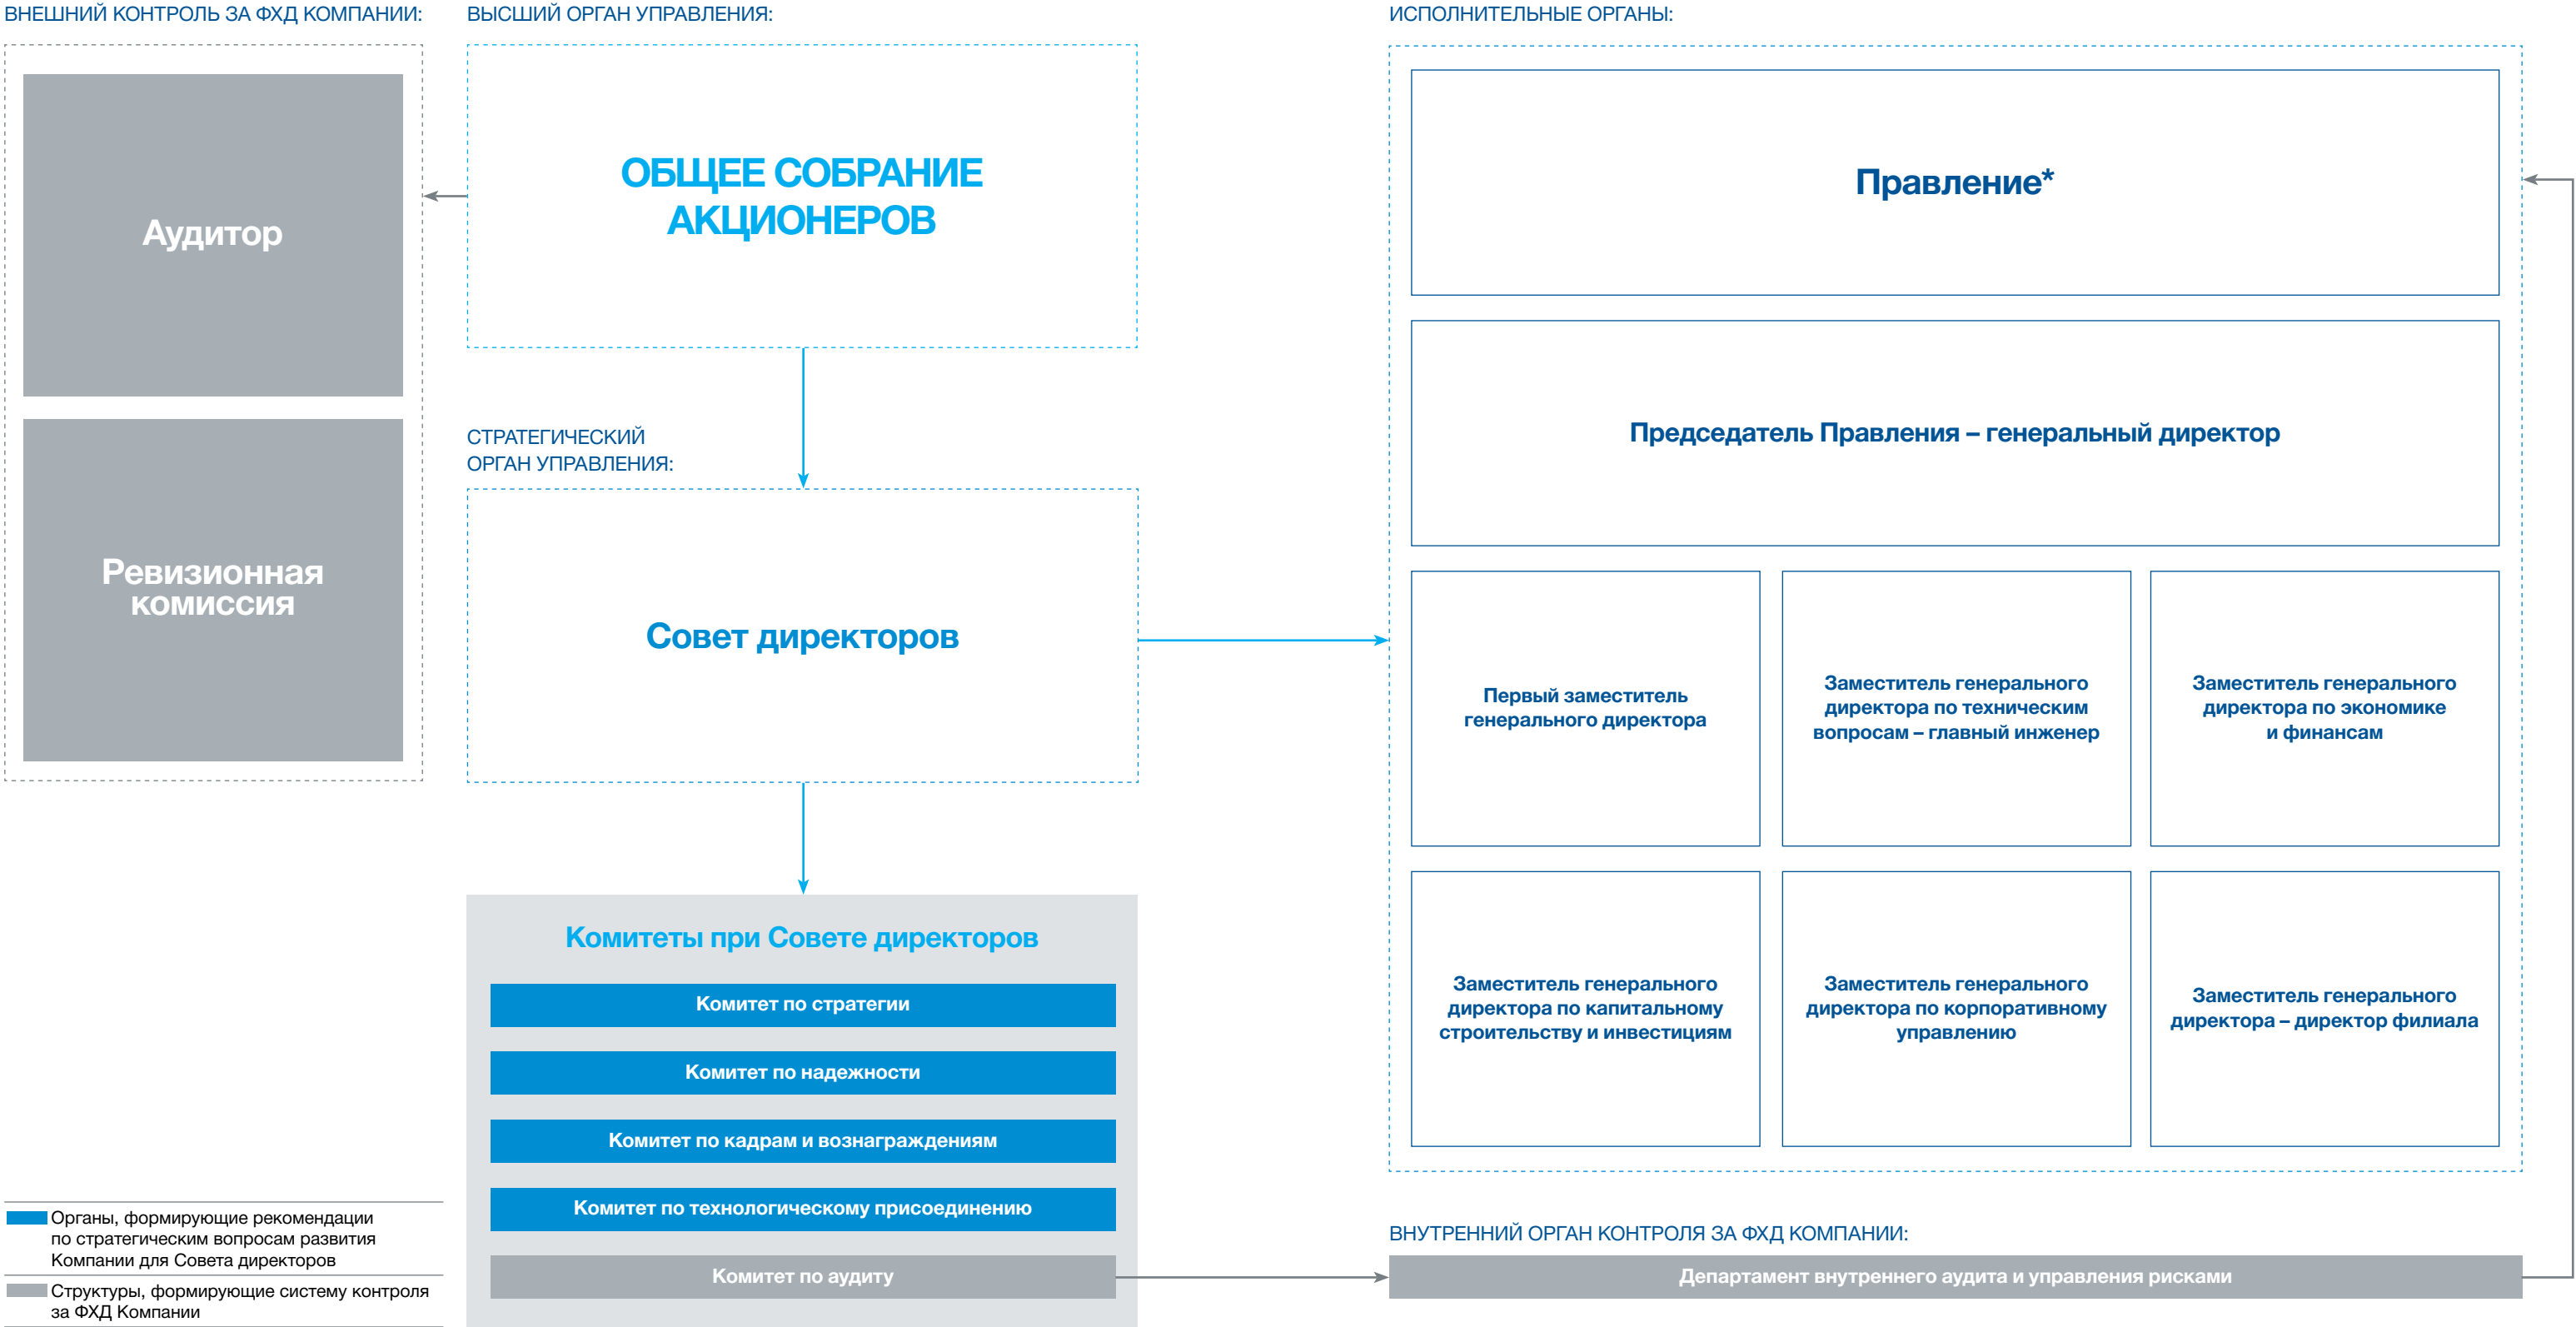 ВНЕШНИЙ КОНТРОЛЬ ЗА ФХД КОМПАНИИ:
Аудитор
Ревизионная
комиссия
ВЫСШИЙ ОРГАН УПРАВЛЕНИЯ:
ОБЩЕЕ СОБРАНИЕ
АКЦИОНЕРОВ
СТРАТЕГИЧЕСКИЙ
ОРГАН УПРАВЛЕНИЯ:
Совет директоров
Комитеты при Совете директоров
Комитет по стратегии
Комитет по надежности
Комитет по кадрам и вознаграждениям
Комитет по технологическому присоединению
Комитет по аудиту
ИСПОЛНИТЕЛЬНЫЕ ОРГАНЫ:
Правление*
Председатель Правления – генеральный директор
Первый заместитель
генерального директора
Заместитель генерального
директора по техническим
вопросам – главный инженер
Заместитель генерального
директора по экономике
и финансам
Заместитель генерального
директора по капитальному
строительству и инвестициям
Заместитель генерального
директора по корпоративному
управлению
Заместитель генерального
директора – директор филиала
ВНУТРЕННИЙ ОРГАН КОНТРОЛЯ ЗА ФХД КОМПАНИИ:
Департамент внутреннего аудита и управления рисками
Органы, формирующие рекомендации
по стратегическим вопросам развития
Компании для Совета директоров
Структуры, формирующие систему контроля
за ФХД Компании